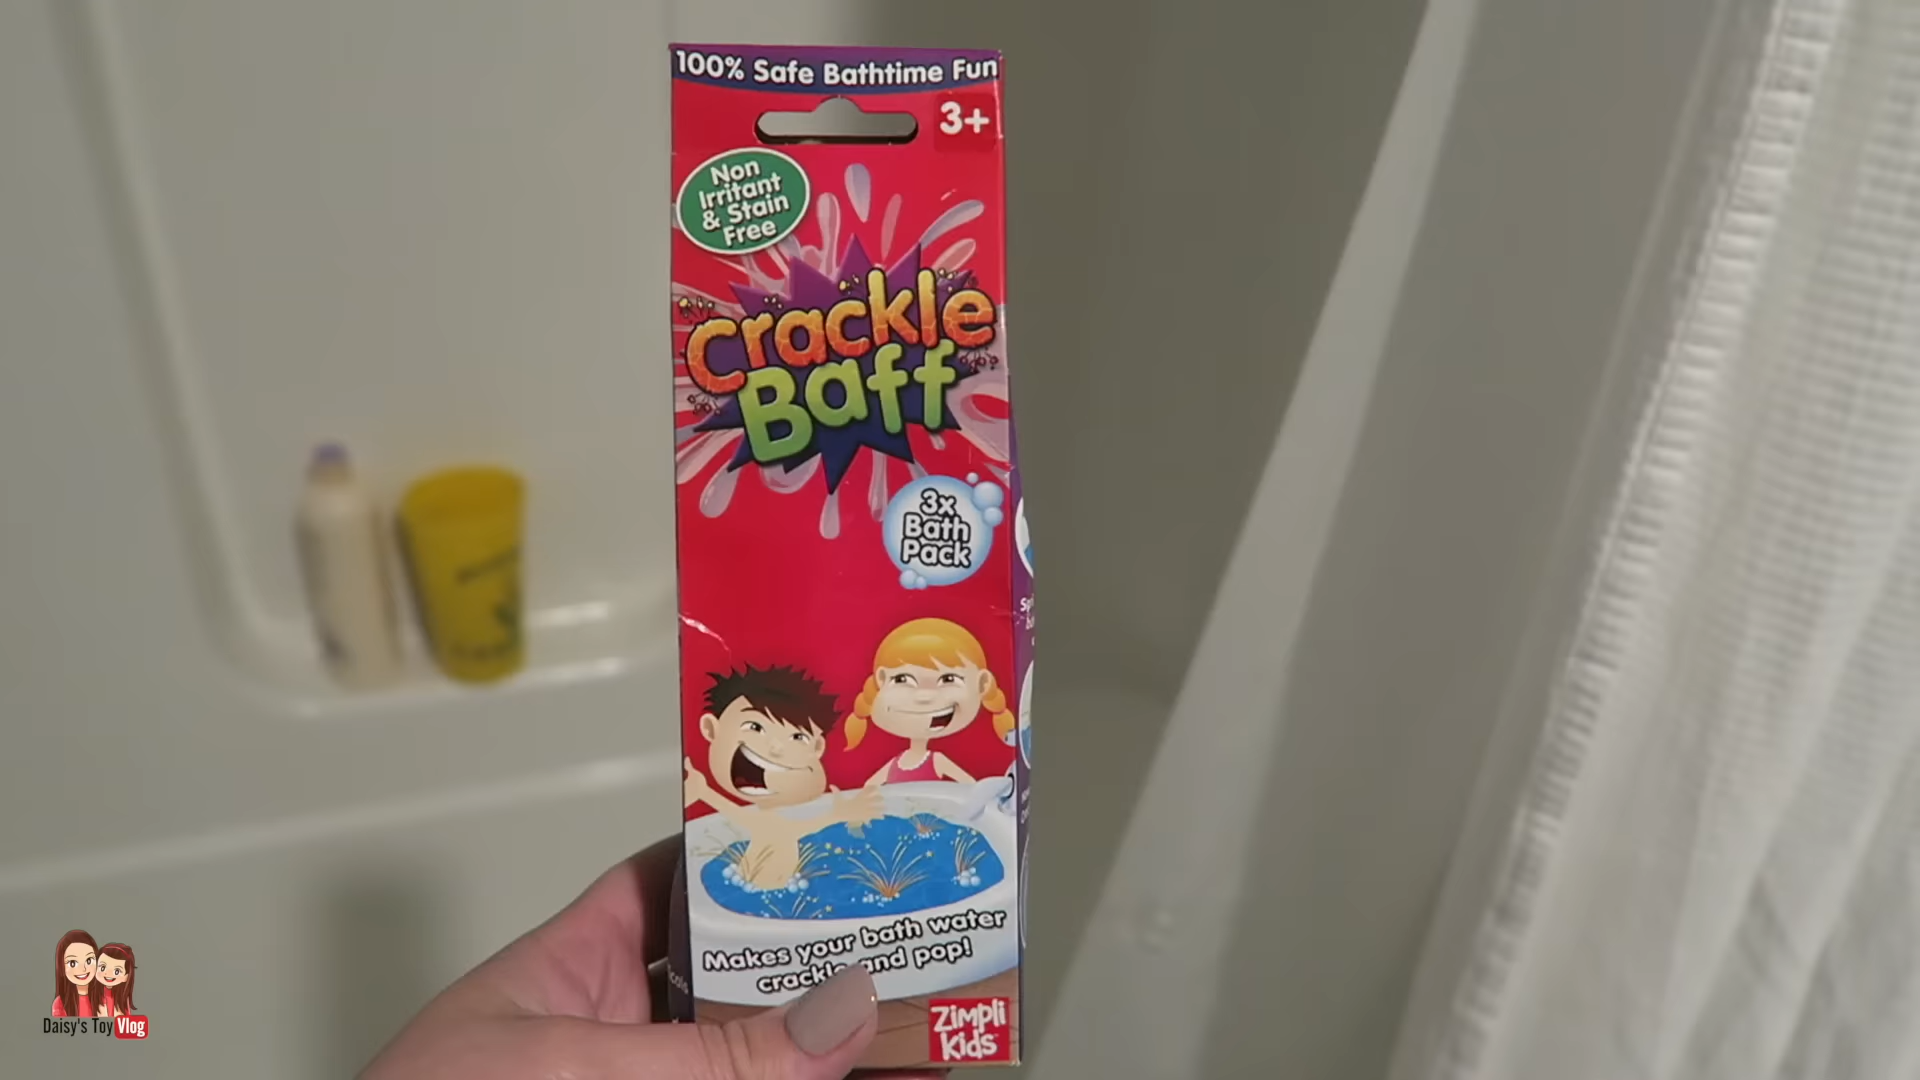 100% Safe Bathtime Fun
3+
Non
Irritant
& Stain
Free
Crackle
Baff
3x
Bath
Pack
Makes your bath water
crackle and pop!
Zimpli
Kids
Daisy's Toy Vlog